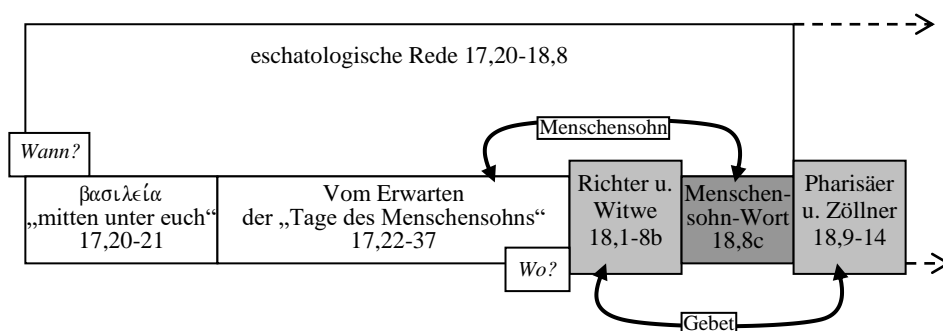 eschatologische Rede 17,20-18,8
Menschensohn
Wann?
βασιλεία
„mitten unter euch“
17,20-21
Vom Erwarten
der „Tage des Menschensohns“
17,22-37
Wo?
Richter u.
Witwe
18,1-8b
Menschen-
sohn-Wort
18,8c
Pharisäer
u. Zöllner
18,9-14
Gebet